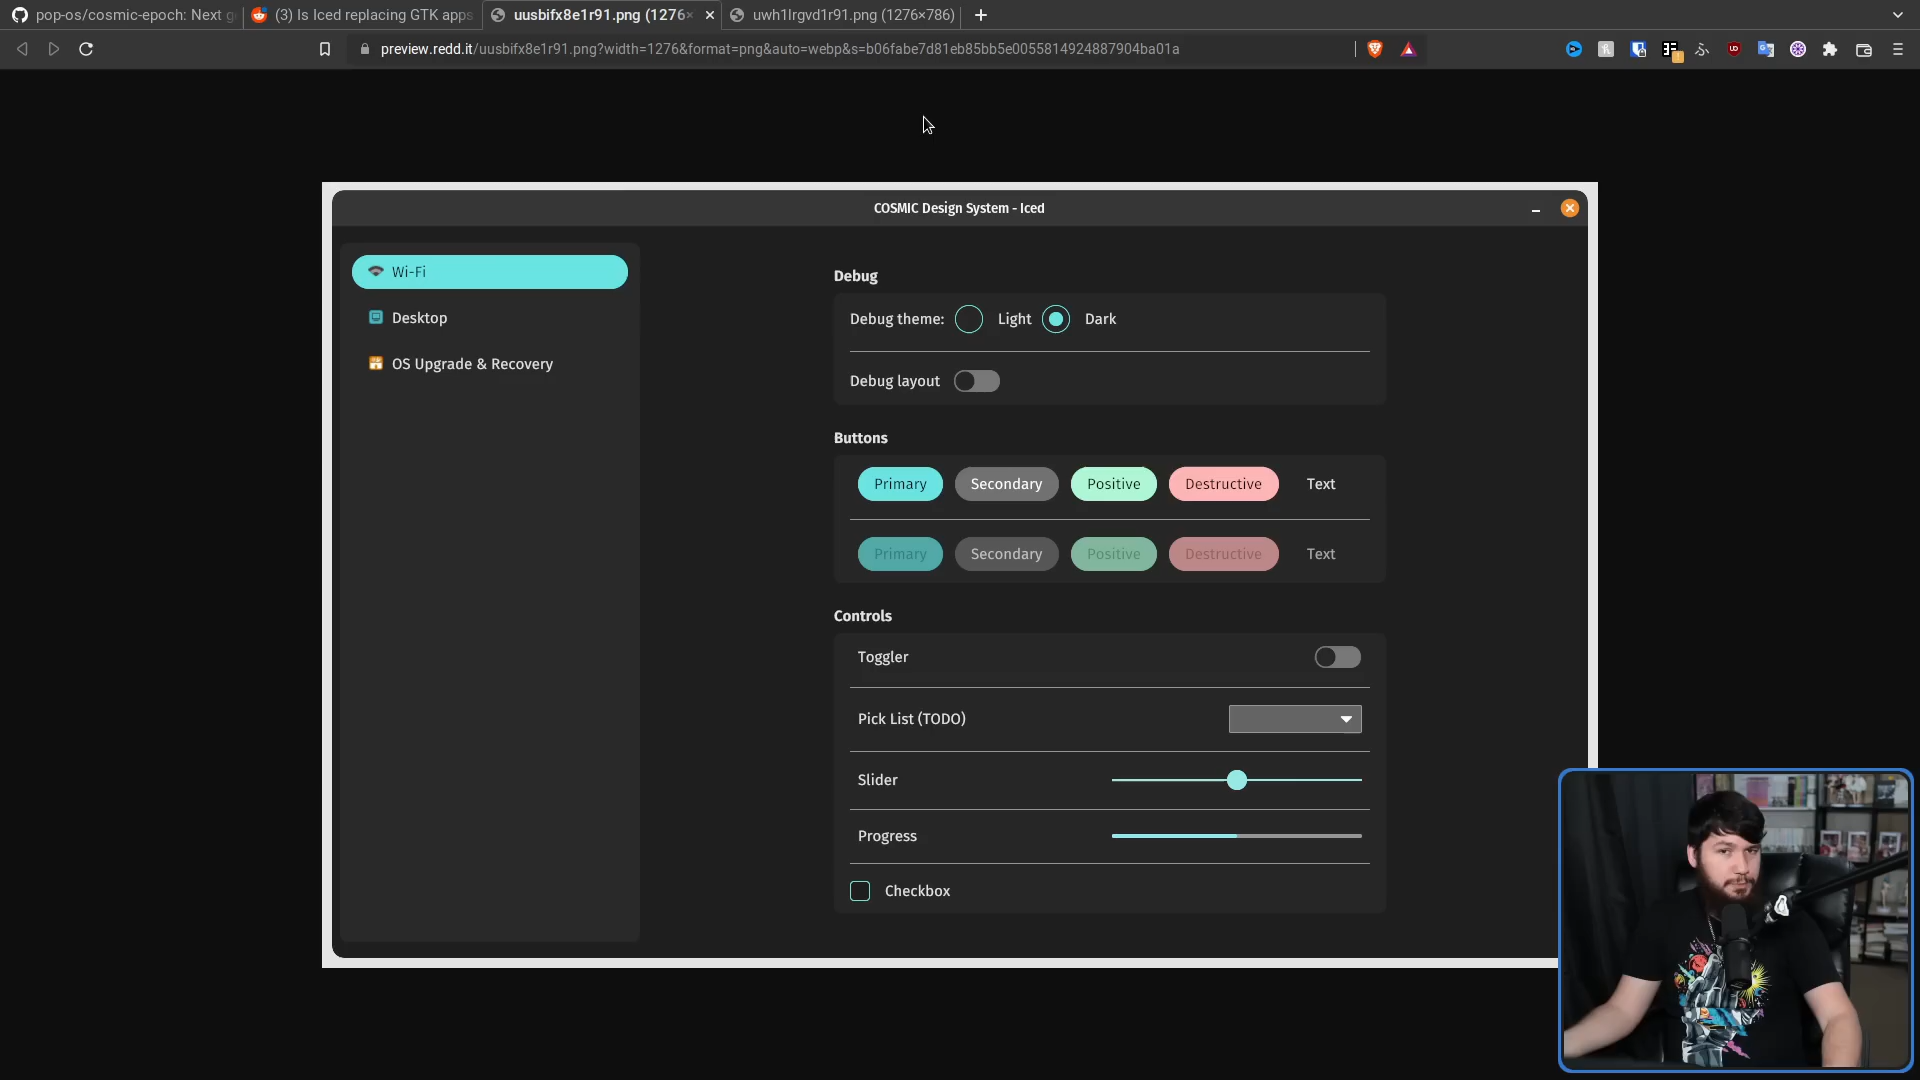 pop-os/cosmic-epoch: Next g
(3) Is Iced replacing GTK apps
uusbifx8e1r91.png (1276×
uwh1lrgvd1r91.png (1276×786)
preview.redd.it/uusbifx8e1r91.png?width=1276&format=png&auto=webp&s=b06fabe7d81eb85bb5e0055814924887904ba01a
COSMIC Design System - Iced
Wi-Fi
Desktop
OS Upgrade & Recovery
Debug
Debug theme: Light Dark
Debug layout
Buttons
Primary Secondary Positive Destructive Text
Primary Secondary Positive Destructive Text
Controls
Toggler
Pick List (TODO)
Slider
Progress
Checkbox